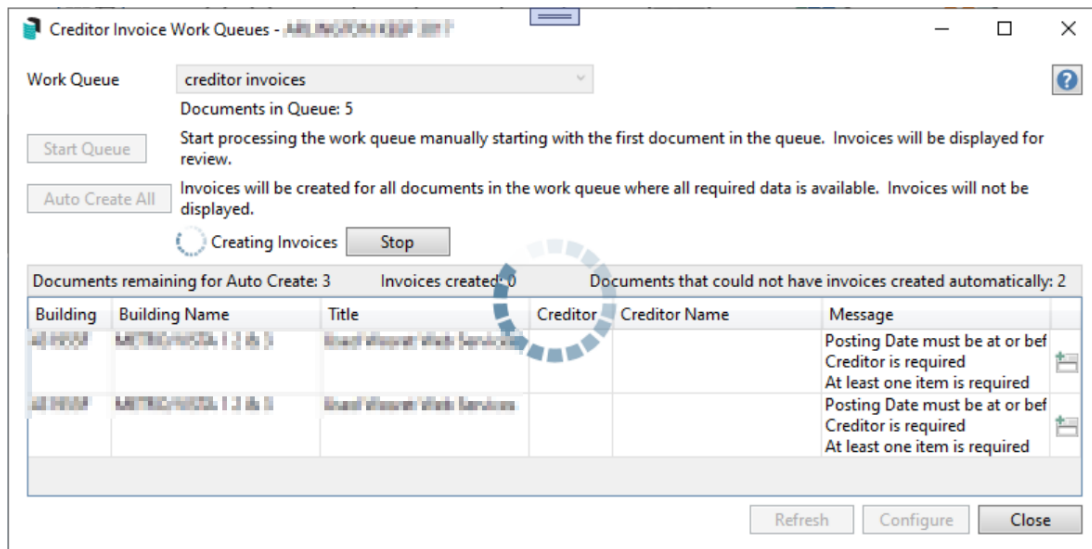 Creditor Invoice Work Queues -
Work Queue
creditor invoices
Documents in Queue: 5
Start Queue
Start processing the work queue manually starting with the first document in the queue.  Invoices will be displayed for
review.
Auto Create All
Invoices will be created for all documents in the work queue where all required data is available.  Invoices will not be
displayed.
Creating Invoices
Stop
Documents remaining for Auto Create: 3 Invoices created: 0 Documents that could not have invoices created automatically: 2
Building Building Name Title Creditor Creditor Name Message
Posting Date must be at or bef
Creditor is required
At least one item is required
Posting Date must be at or bef
Creditor is required
At least one item is required
Refresh Configure Close